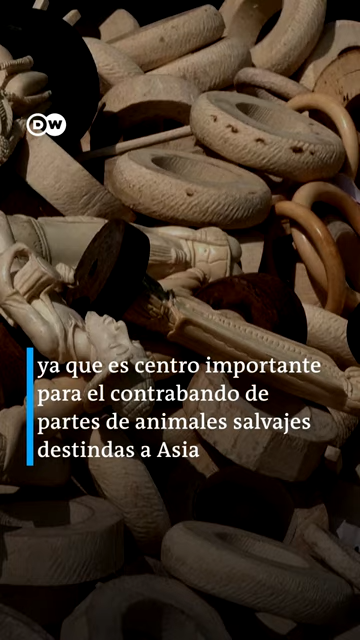 DW
ya que es centro importante
para el contrabando de
partes de animales salvajes
destindas a Asia